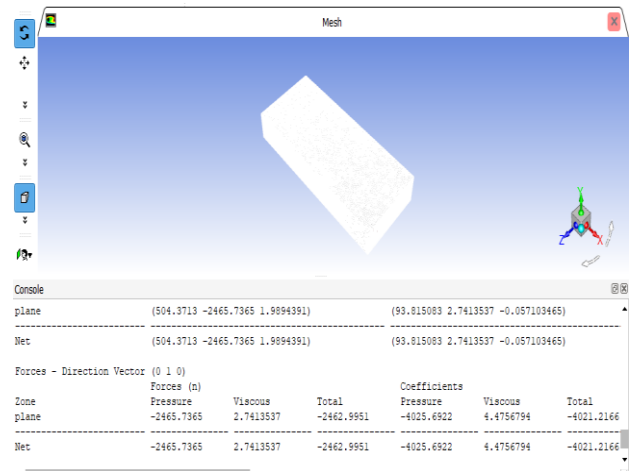 Mesh
Y
Z X
Console
plane (504.3713 -2465.7365 1.9894391) (93.815083 2.7413537 -0.057103465)
Net (504.3713 -2465.7365 1.9894391) (93.815083 2.7413537 -0.057103465)
Forces - Direction Vector (0 1 0)
Forces (n) Coefficients
Zone Pressure Viscous Total Pressure Viscous Total
plane -2465.7365 2.7413537 -2462.9951 -4025.6922 4.4756794 -4021.2166
Net -2465.7365 2.7413537 -2462.9951 -4025.6922 4.4756794 -4021.2166